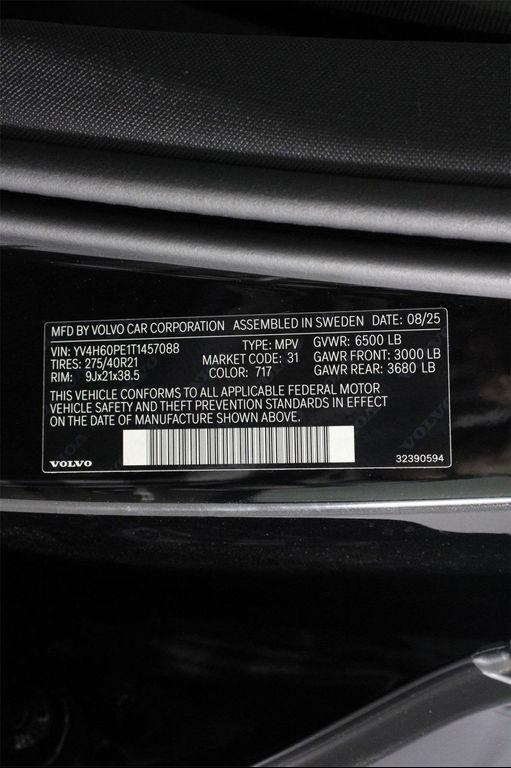 MFD BY VOLVO CAR CORPORATION ASSEMBLED IN SWEDEN DATE: 08/25
VIN: YV4H60PE1T1457088 TYPE: MPV GVWR: 6500 LB
TIRES: 275/40R21 MARKET CODE: 31 GAWR FRONT: 3000 LB
RIM: 9Jx21x38.5 COLOR: 717 GAWR REAR: 3680 LB
THIS VEHICLE CONFORMS TO ALL APPLICABLE FEDERAL MOTOR
VEHICLE SAFETY AND THEFT PREVENTION STANDARDS IN EFFECT
ON THE DATE OF MANUFACTURE SHOWN ABOVE.
VOLVO 32390594